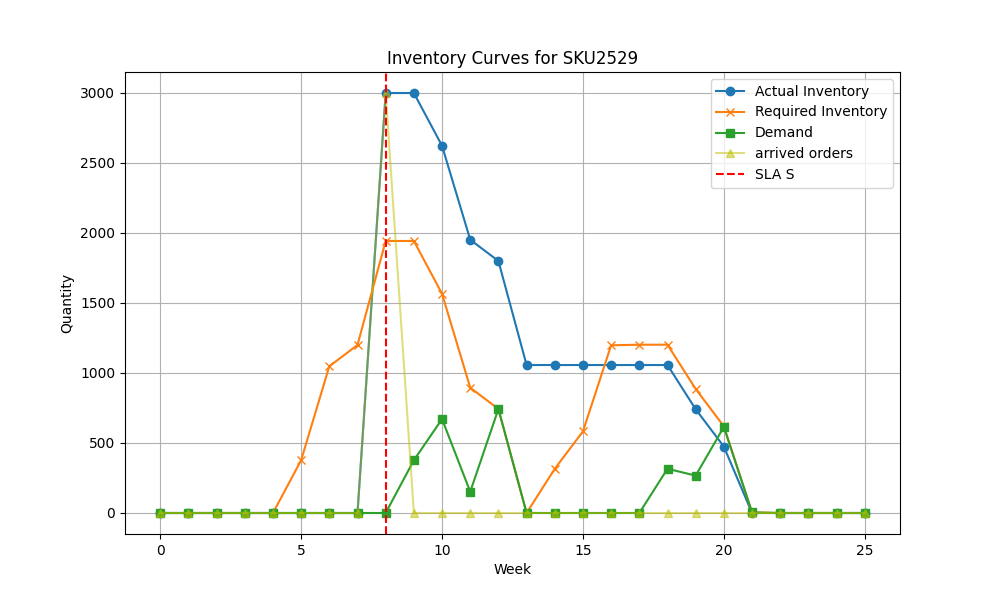 Inventory Curves for SKU2529
Actual Inventory
Required Inventory
Demand
arrived orders
SLA S
Quantity
3000
2500
2000
1500
1000
500
0
0 5 10 15 20 25
Week